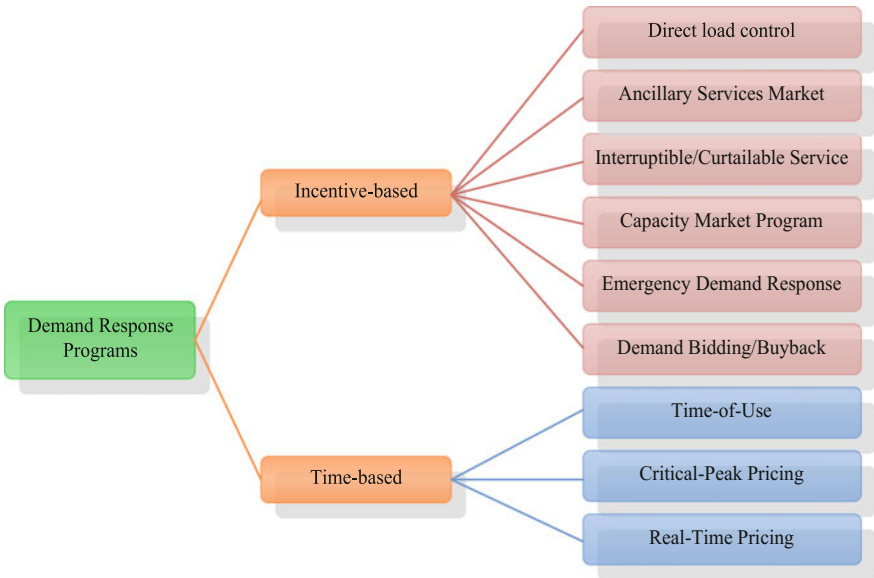 Demand Response
Programs
Incentive-based
Direct load control
Ancillary Services Market
Interruptible/Curtailable Service
Capacity Market Program
Emergency Demand Response
Demand Bidding/Buyback
Time-based
Time-of-Use
Critical-Peak Pricing
Real-Time Pricing